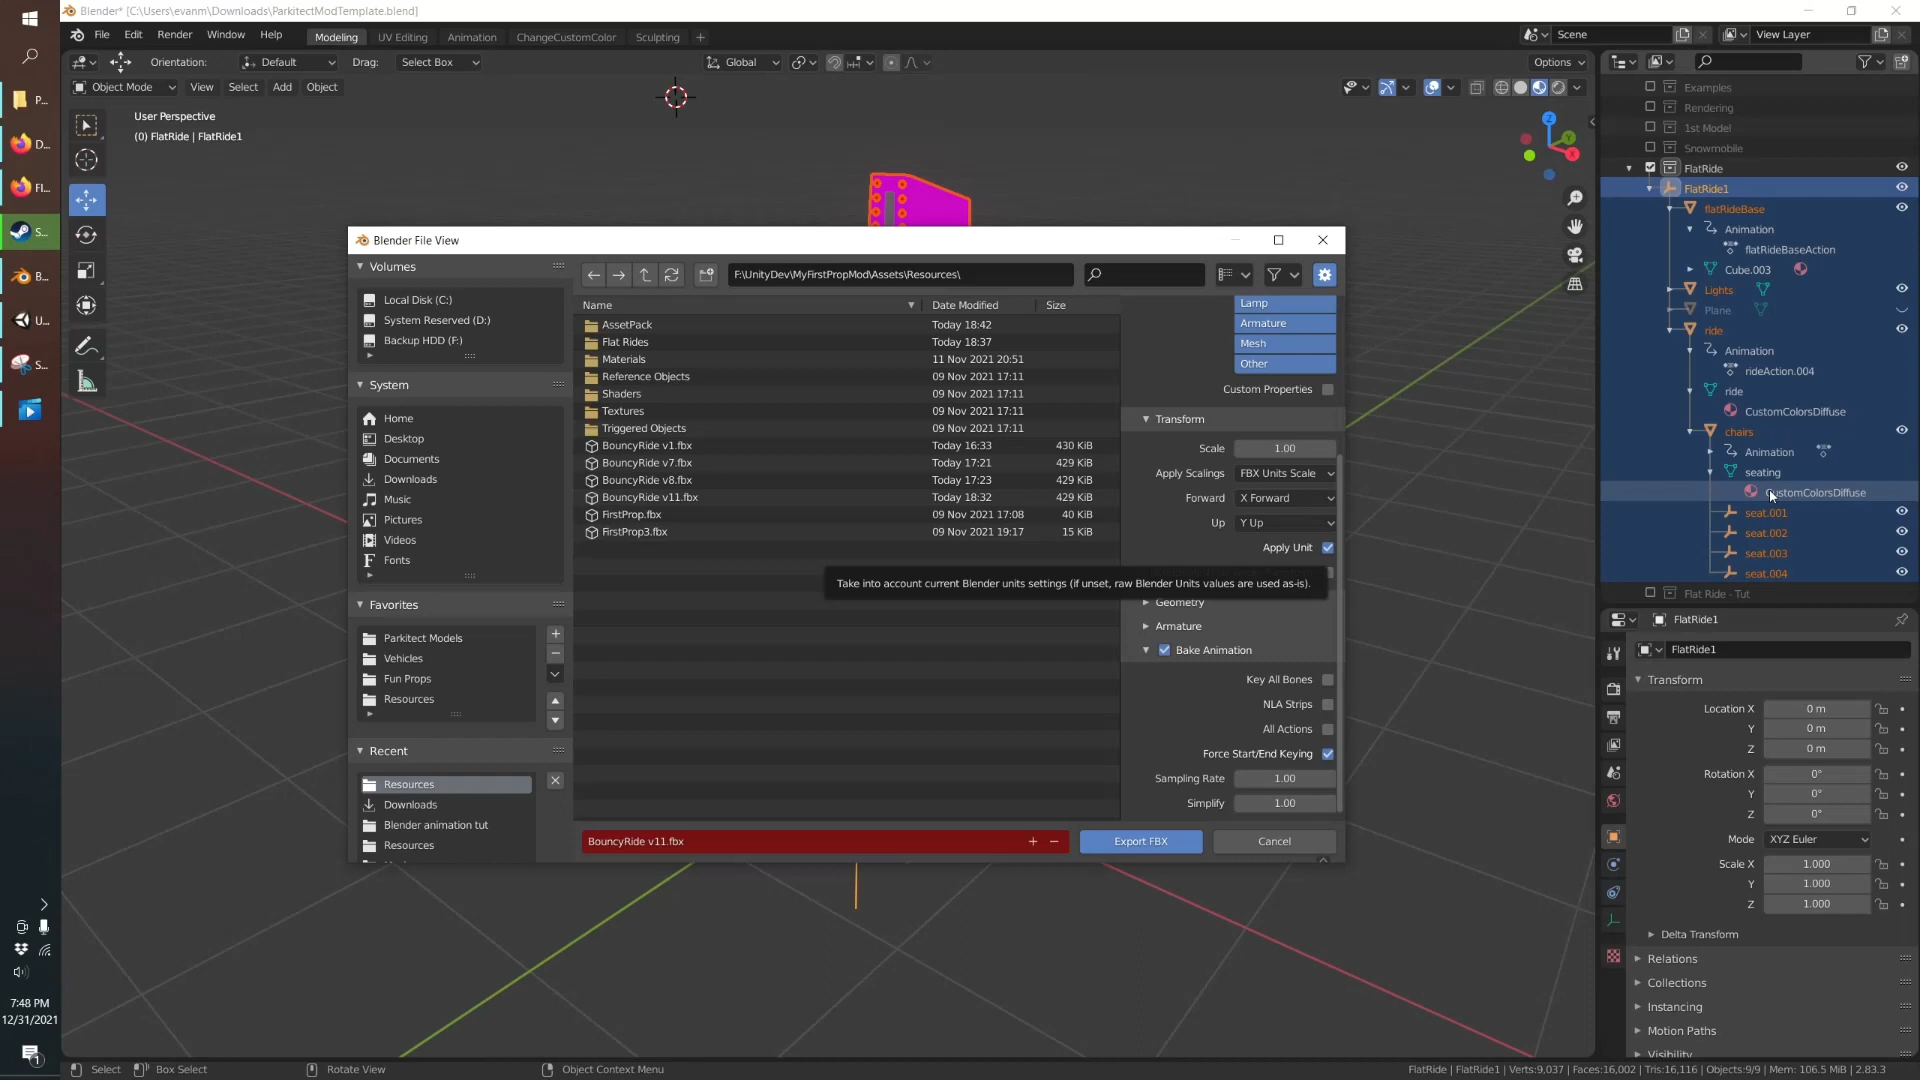 Blender* [C:\Users\evanm\Downloads\ParkitectModTemplate.blend]
File Edit Render Window Help
Modeling UV Editing Animation ChangeCustomColor Sculpting +
Scene
View Layer
Orientation: Default Drag: Select Box
Global
Options
Object Mode View Select Add Object
User Perspective
(0) FlatRide | FlatRide1
Z
Y
X
P...
D...
Fl...
S...
B...
U...
S...
7:48 PM
12/31/2021
1
Blender File View
Volumes
Local Disk (C:)
System Reserved (D:)
Backup HDD (F:)
System
Home
Desktop
Documents
Downloads
Music
Pictures
Videos
Fonts
Favorites
Parkitect Models
Vehicles
Fun Props
Resources
Recent
Resources
Downloads
Blender animation tut
Resources
F:\UnityDev\MyFirstPropMod\Assets\Resources\
Name Date Modified Size
AssetPack Today 18:42
Flat Rides Today 18:37
Materials 11 Nov 2021 20:51
Reference Objects 09 Nov 2021 17:11
Shaders 09 Nov 2021 17:11
Textures 09 Nov 2021 17:11
Triggered Objects 09 Nov 2021 17:11
BouncyRide v1.fbx Today 16:33 430 KiB
BouncyRide v7.fbx Today 17:21 429 KiB
BouncyRide v8.fbx Today 17:23 429 KiB
BouncyRide v11.fbx Today 18:32 429 KiB
FirstProp.fbx 09 Nov 2021 17:08 40 KiB
FirstProp3.fbx 09 Nov 2021 19:17 15 KiB
Lamp
Armature
Mesh
Other
Custom Properties
Transform
Scale 1.00
Apply Scalings FBX Units Scale
Forward X Forward
Up Y Up
Apply Unit
Take into account current Blender units settings (if unset, raw Blender Units values are used as-is).
Geometry
Armature
Bake Animation
Key All Bones
NLA Strips
All Actions
Force Start/End Keying
Sampling Rate 1.00
Simplify 1.00
BouncyRide v11.fbx
Export FBX
Cancel
Examples
Rendering
1st Model
Snowmobile
FlatRide
FlatRide1
flatRideBase
Animation
flatRideBaseAction
Cube.003
Lights
Plane
ride
Animation
rideAction.004
ride
CustomColorsDiffuse
chairs
Animation
seating
CustomColorsDiffuse
seat.001
seat.002
seat.003
seat.004
Flat Ride - Tut
FlatRide1
FlatRide1
Transform
Location X 0 m
Y 0 m
Z 0 m
Rotation X 0°
Y 0°
Z 0°
Mode XYZ Euler
Scale X 1.000
Y 1.000
Z 1.000
Delta Transform
Relations
Collections
Instancing
Motion Paths
Visibility
Select Box Select Rotate View Object Context Menu
FlatRide | FlatRide1 | Verts:9,037 | Faces:16,002 | Tris:16,116 | Objects:9/9 | Mem: 106.5 MiB | 2.83.3